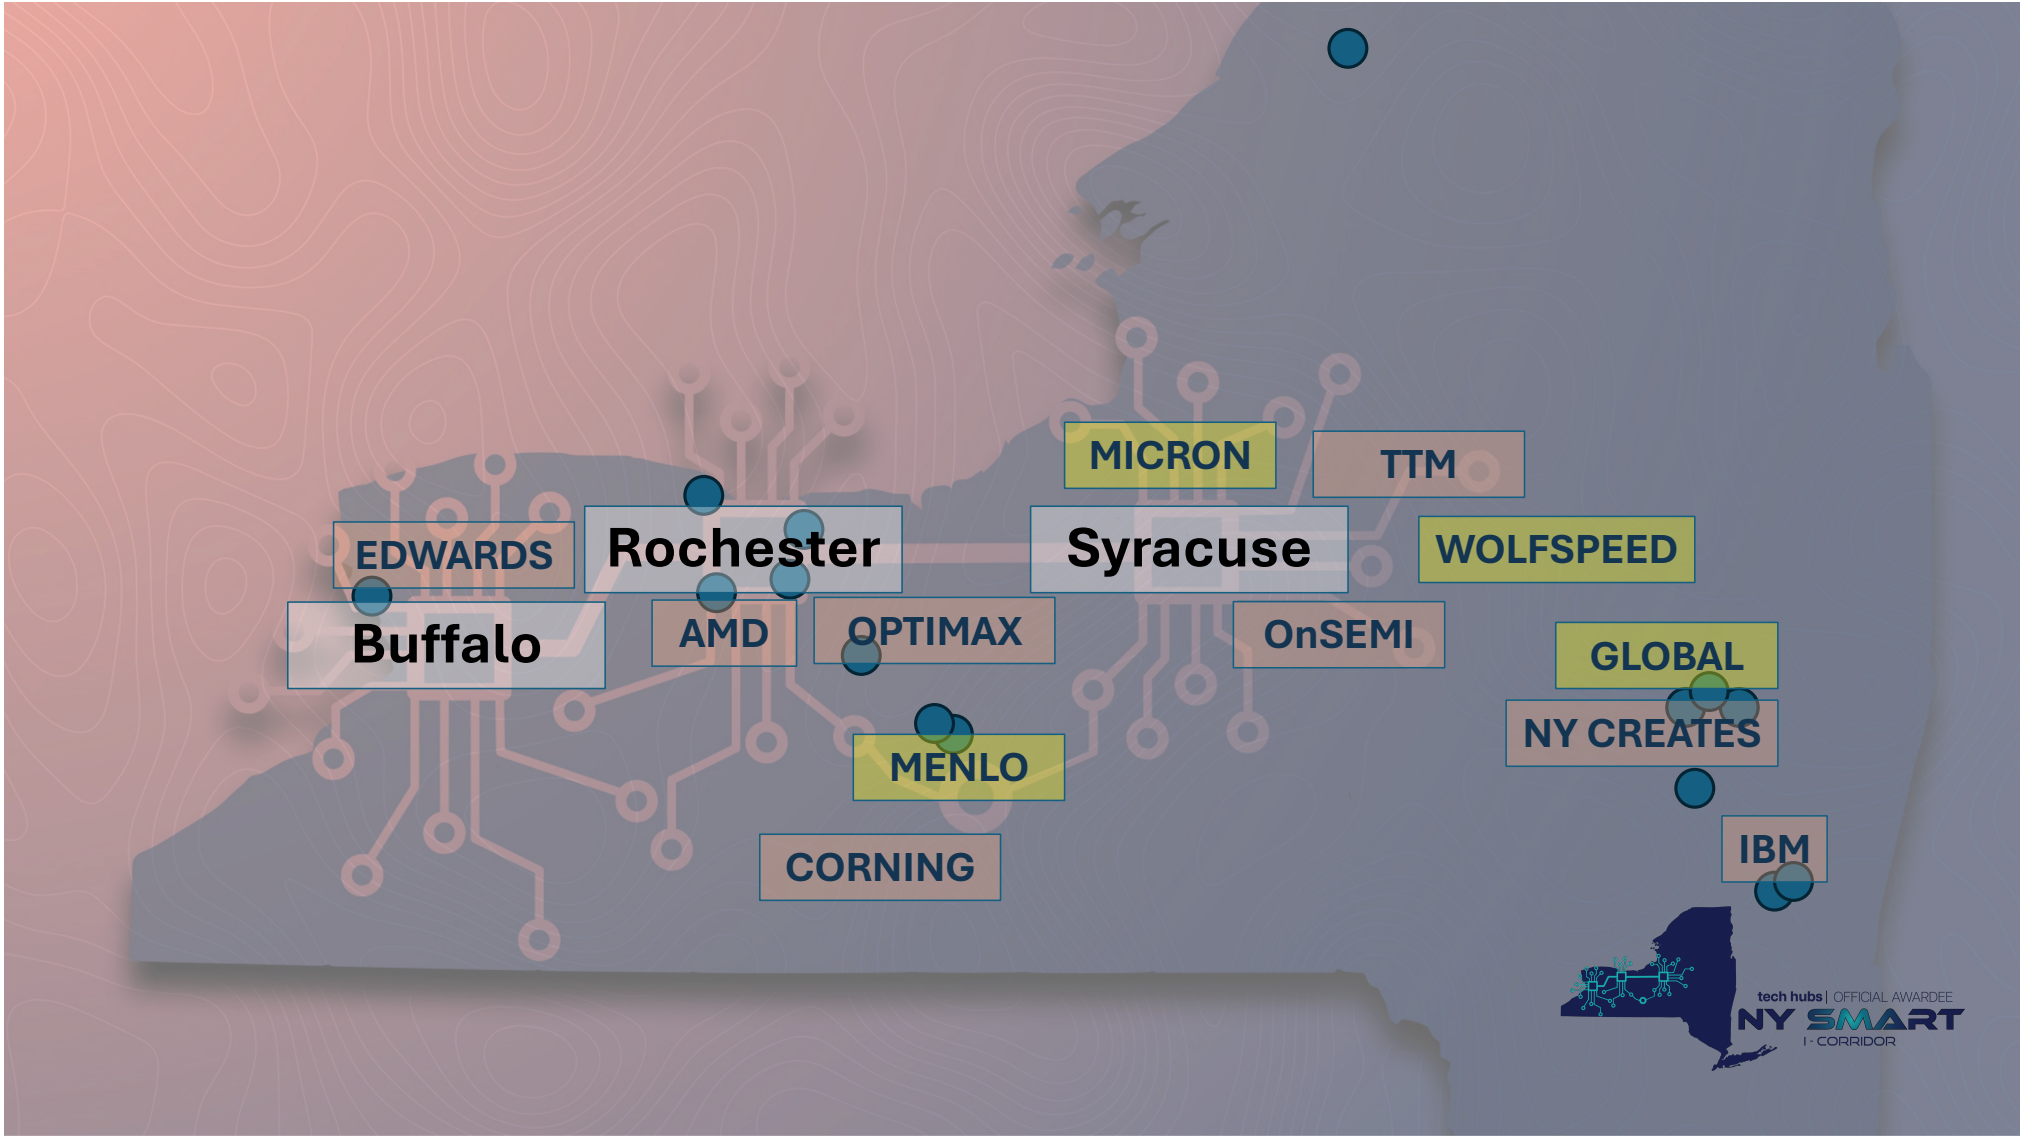 MICRON
TTM
EDWARDS
Rochester
Syracuse
WOLFSPEED
Buffalo
AMD
OPTIMAX
OnSEMI
GLOBAL
NY CREATES
MENLO
CORNING
IBM
tech hubs | OFFICIAL AWARDEE
NY SMART
I - CORRIDOR